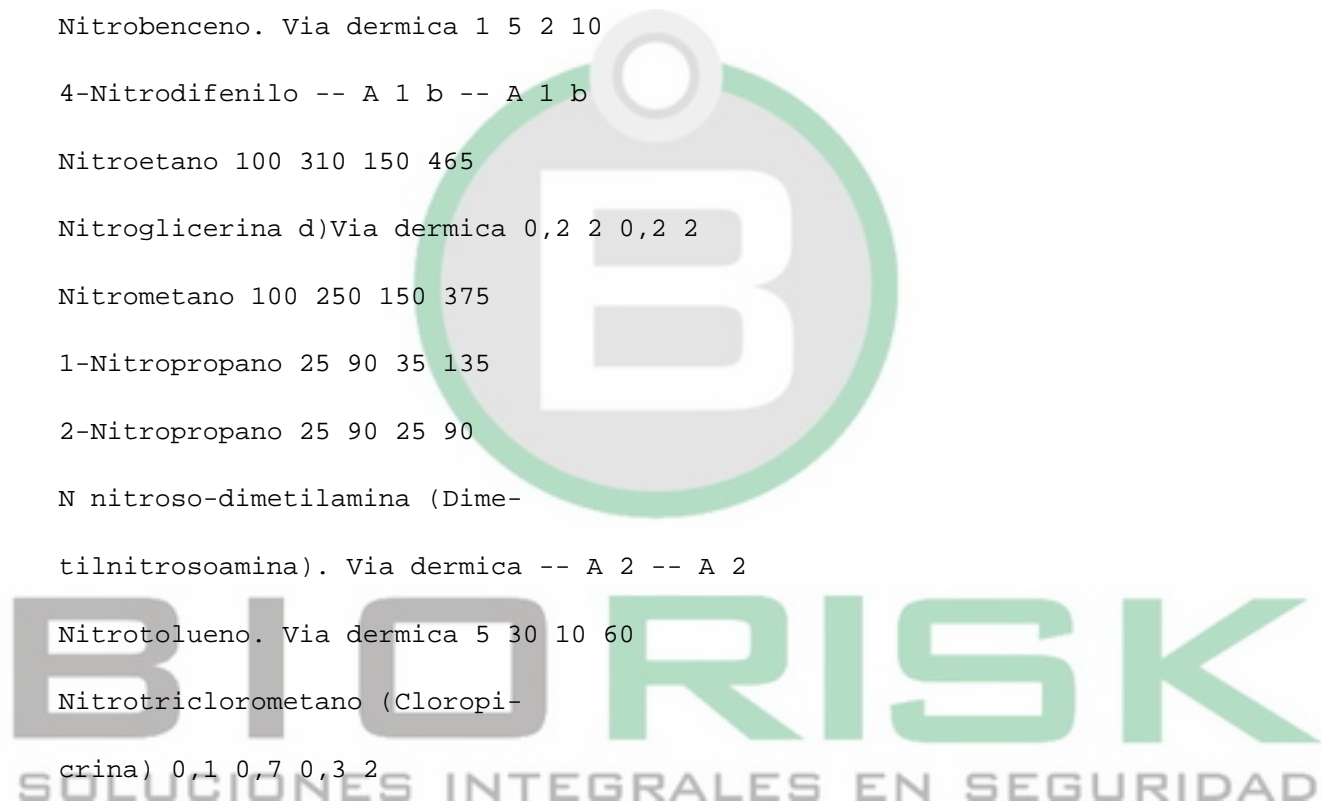 Nitrobenceno. Via dermica 1 5 2 10
4-Nitrodifenilo -- A 1 b -- A 1 b
Nitroetano 100 310 150 465
Nitroglicerina d)Via dermica 0,2 2 0,2 2
Nitrometano 100 250 150 375
1-Nitropropano 25 90 35 135
2-Nitropropano 25 90 25 90
N nitroso-dimetilamina (Dime-
tilnitrosoamina). Via dermica -- A 2 -- A 2
Nitrotolueno. Via dermica 5 30 10 60
Nitrotriclorometano (Cloropi-
crina) 0,1 0,7 0,3 2
B
BIORISK
SOLUCIONES INTEGRALES EN SEGURIDAD